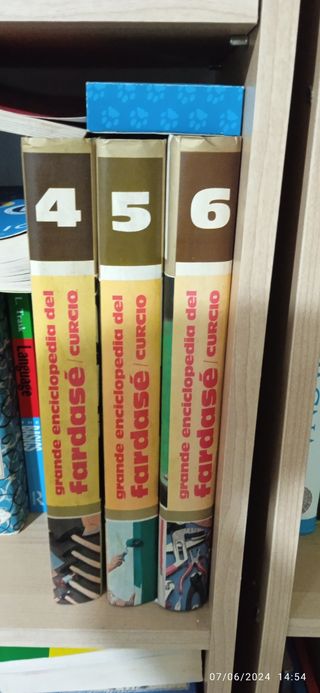 4
grande enciclopedia del
fardasé / CURCIO
5
grande enciclopedia del
fardasé / CURCIO
6
grande enciclopedia del
fardasé / CURCIO
Language
07/06/2024 14:54